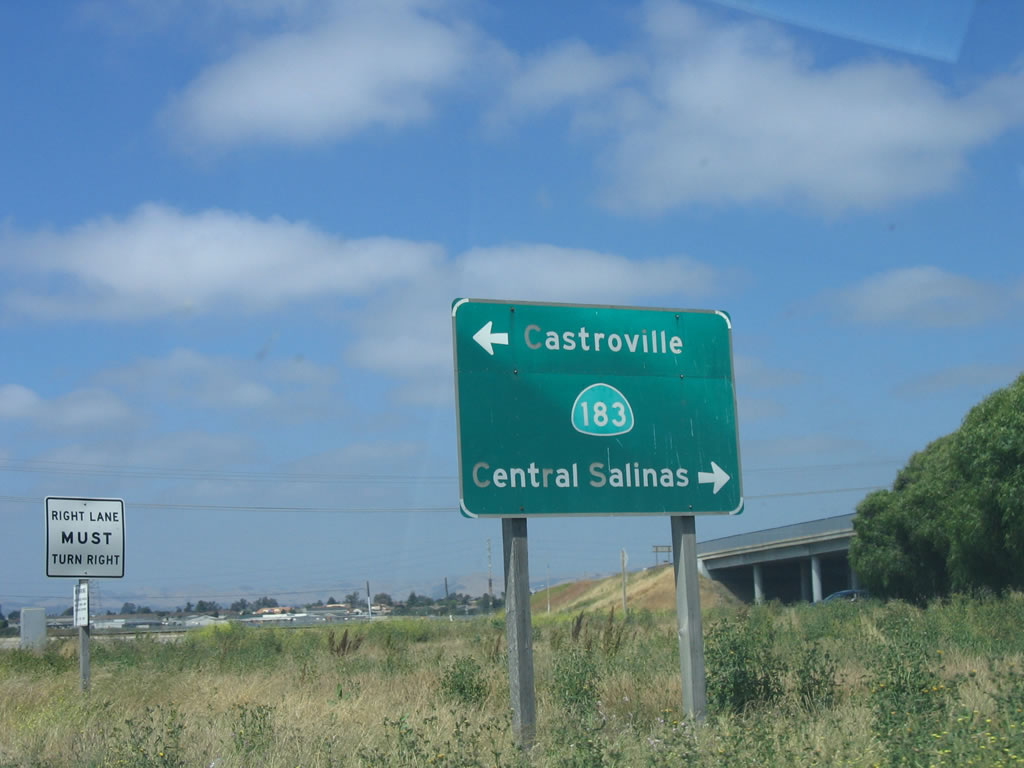 Castroville
183
Central Salinas
RIGHT LANE
MUST
TURN RIGHT